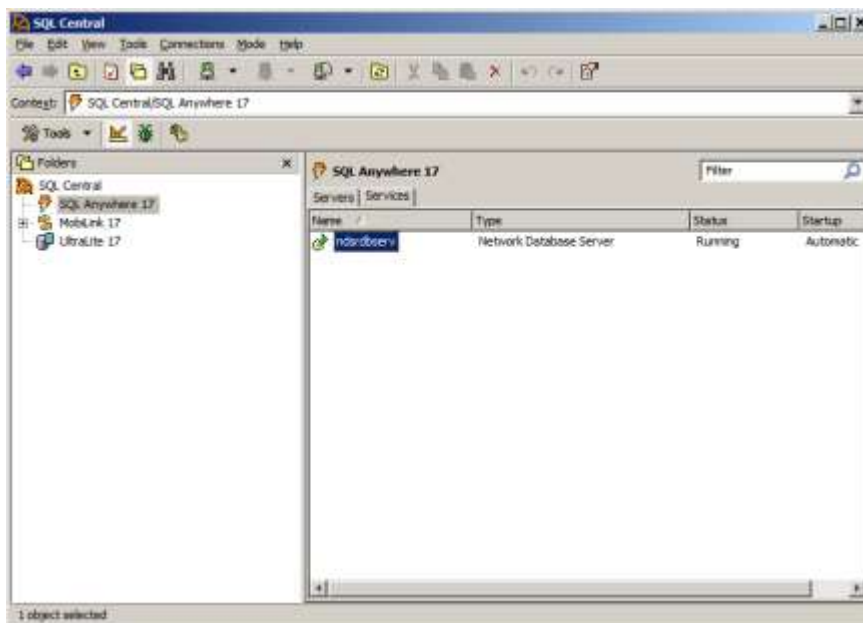 SQL Central
File Edit View Tools Connections Mode Help
Context: SQL Central/SQL Anywhere 17
Tools
Folders
SQL Central
SQL Anywhere 17
MobiLink 17
UltraLite 17
SQL Anywhere 17
Filter
Servers Services
Name Type Status Startup
ndsrdbserv Network Database Server Running Automatic
1 object selected